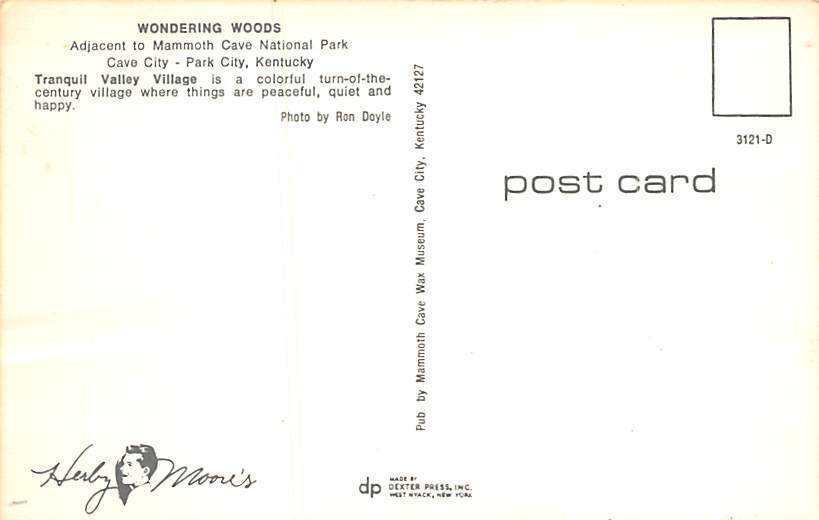 WONDERING WOODS
Adjacent to Mammoth Cave National Park
Cave City - Park City, Kentucky
Tranquil Valley Village is a colorful turn-of-the-
century village where things are peaceful, quiet and
happy.
Photo by Ron Doyle
Herby Moore's
Pub. by Mammoth Cave Wax Museum, Cave City, Kentucky 42127
dp
MADE BY
DEXTER PRESS, INC.
WEST NYACK, NEW YORK
3121-D
post card